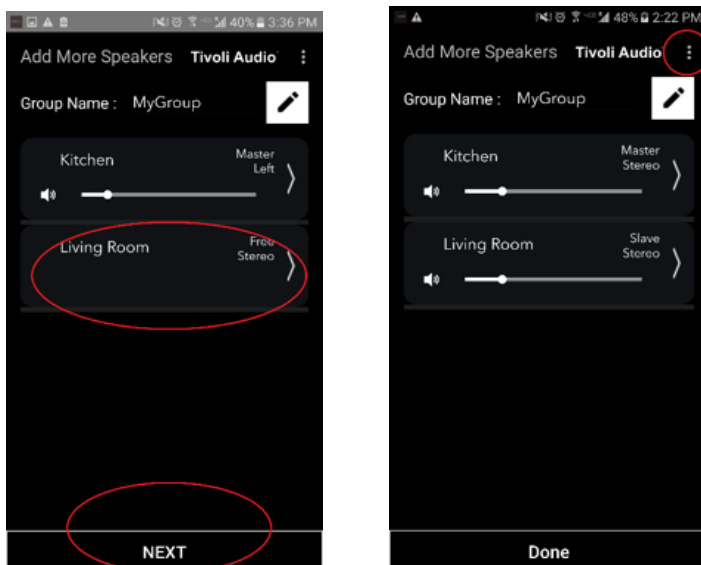 40% 3:36 PM
Add More Speakers Tivoli Audio
Group Name : MyGroup
Kitchen
Master
Left
Living Room
Free
Stereo
NEXT
48% 2:22 PM
Add More Speakers Tivoli Audio
Group Name : MyGroup
Kitchen
Master
Stereo
Living Room
Slave
Stereo
Done